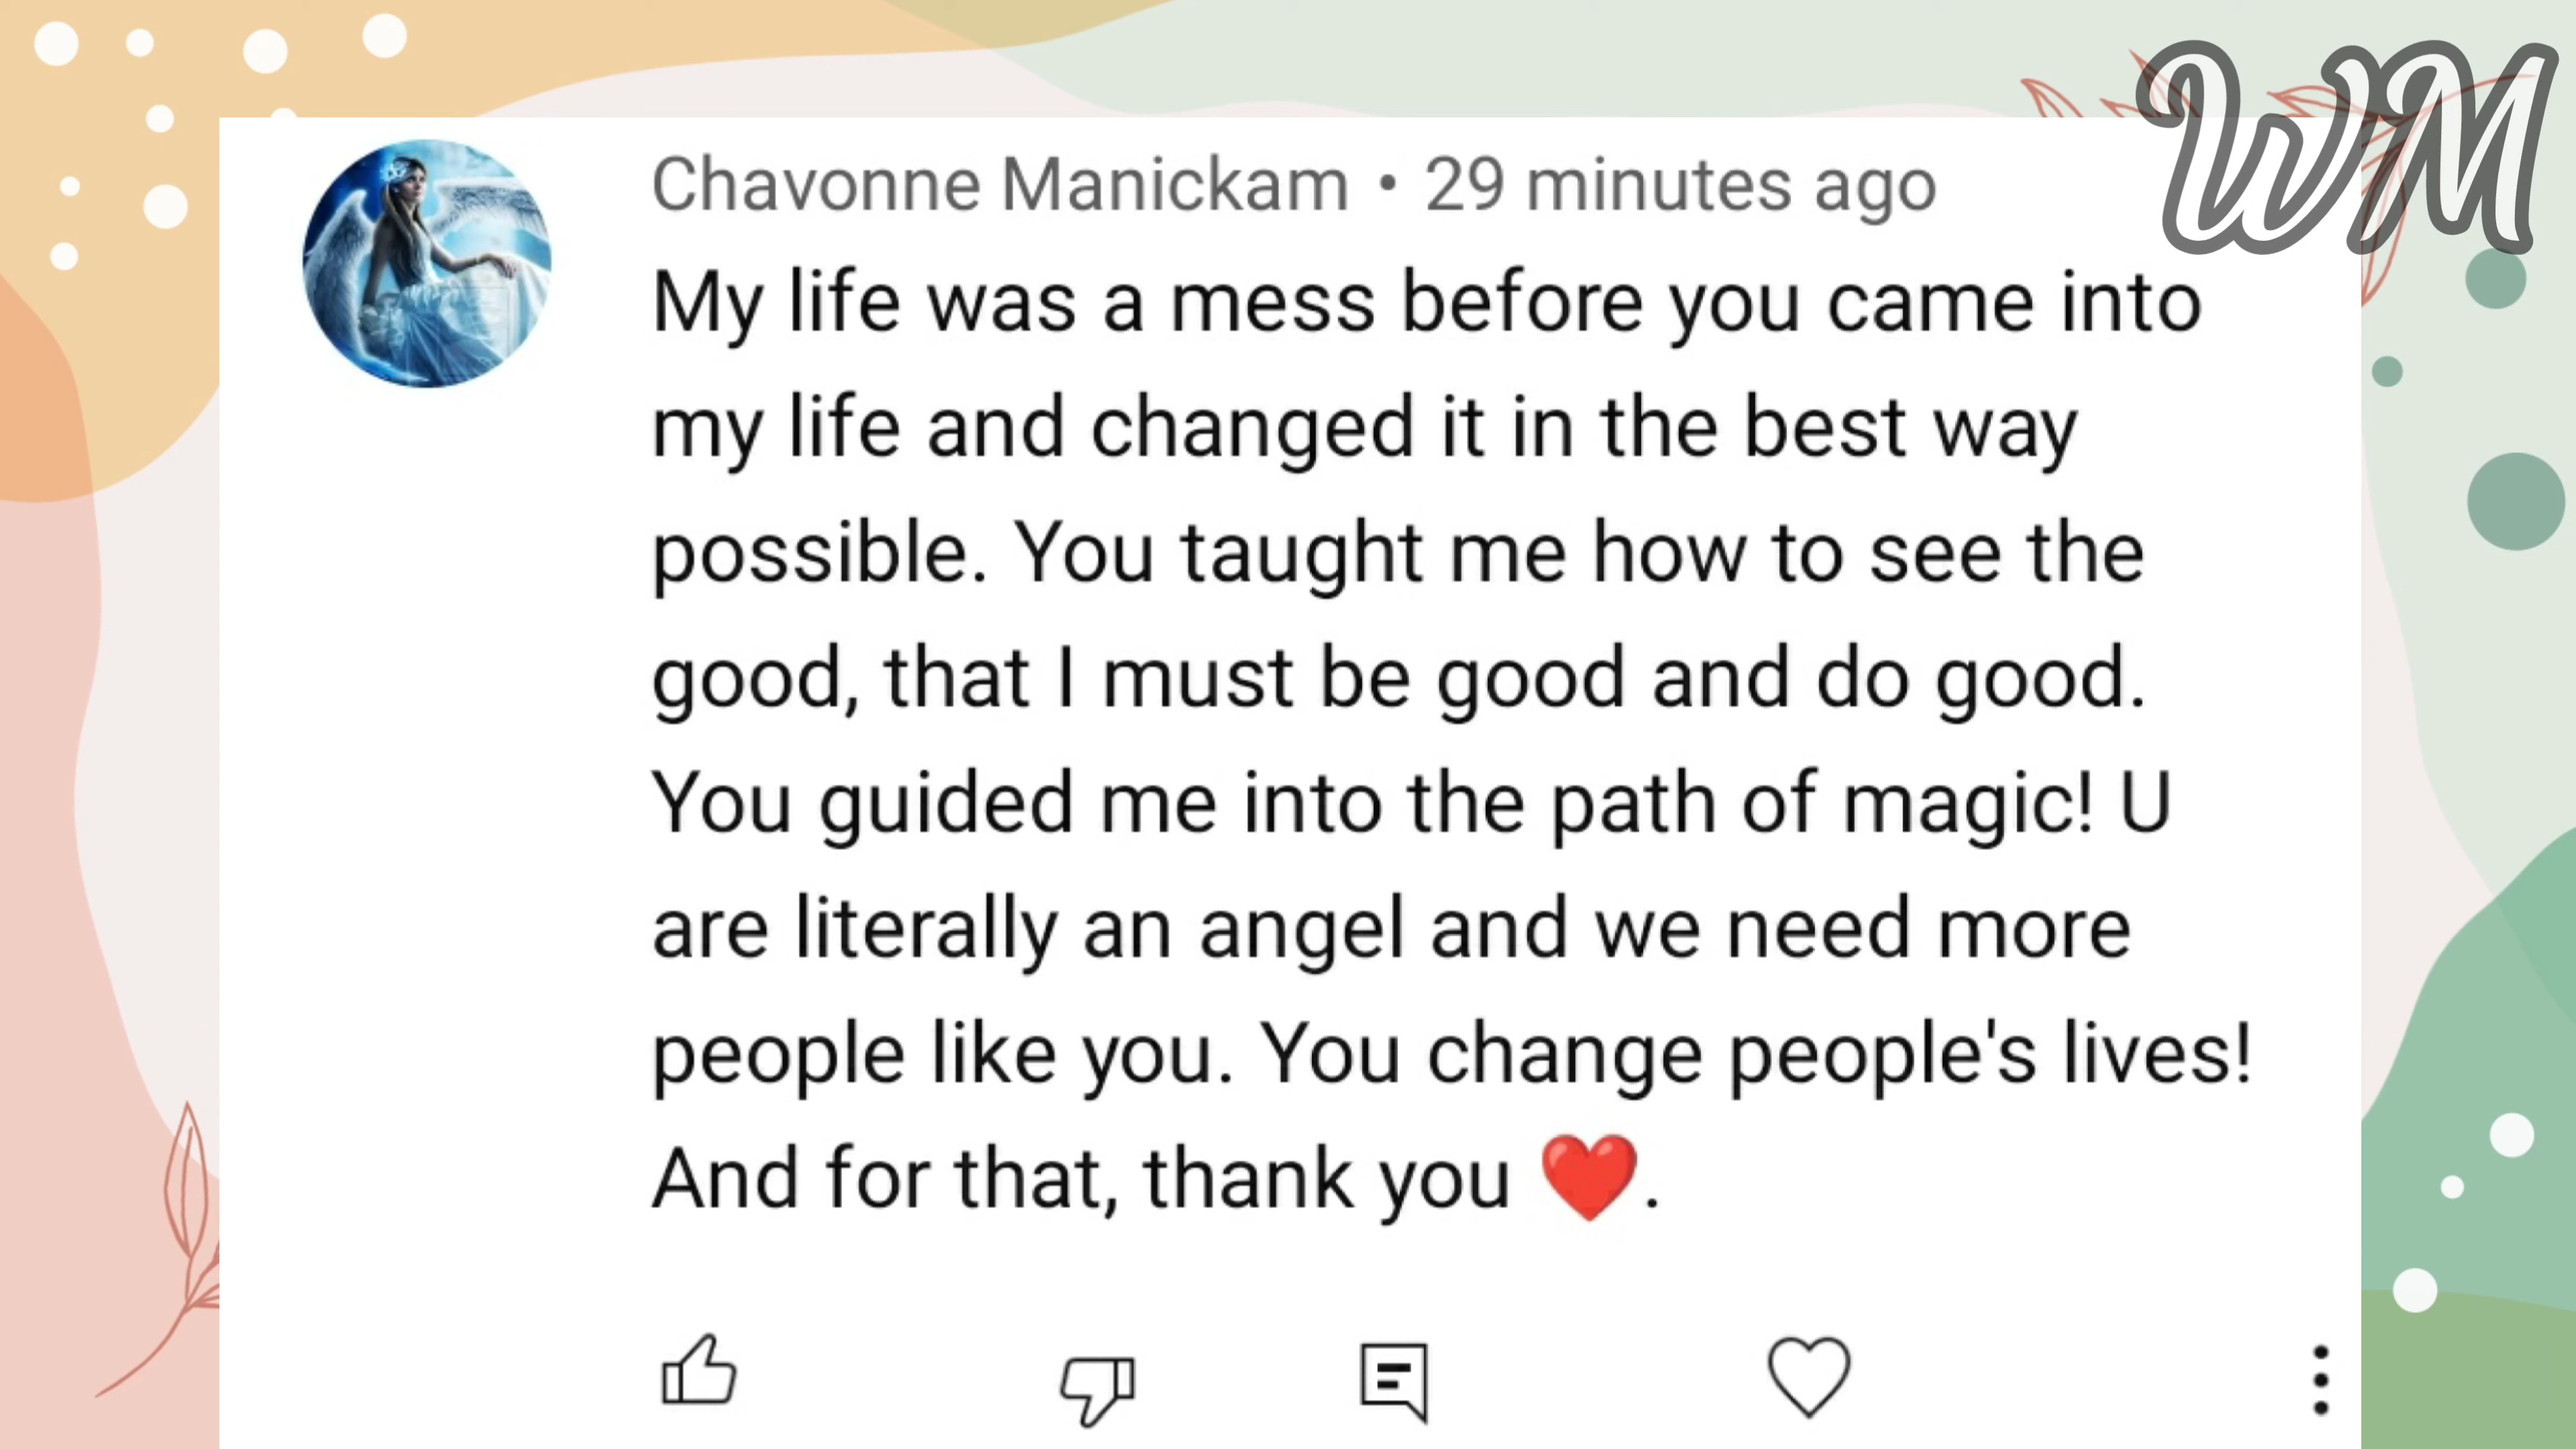 WM
Chavonne Manickam • 29 minutes ago
My life was a mess before you came into
my life and changed it in the best way
possible. You taught me how to see the
good, that I must be good and do good.
You guided me into the path of magic! U
are literally an angel and we need more
people like you. You change people's lives!
And for that, thank you ❤️.